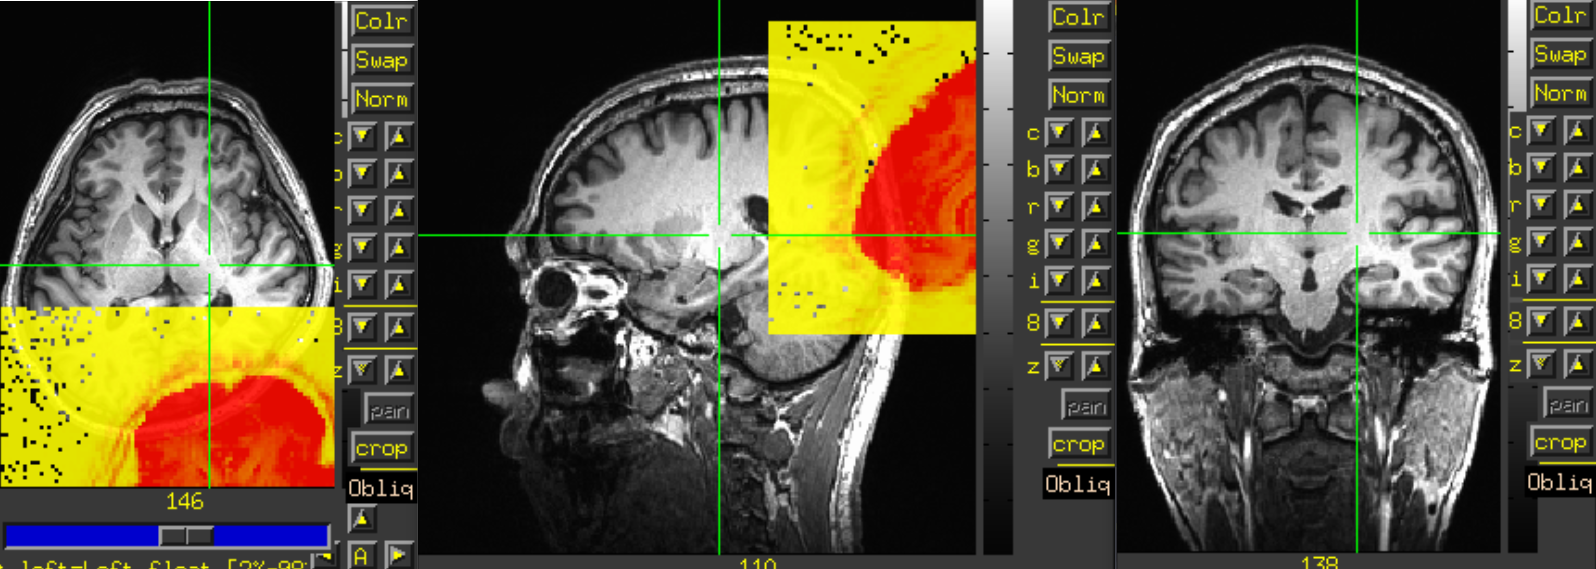 Colr
Swap
Norm
c
b
r
g
i
8
z
pan
crop
Obliq
146
A
left=Left float [2%-98
Colr
Swap
Norm
c
b
r
g
i
8
z
pan
crop
Obliq
110
Colr
Swap
Norm
c
b
r
g
i
8
z
pan
crop
Obliq
138